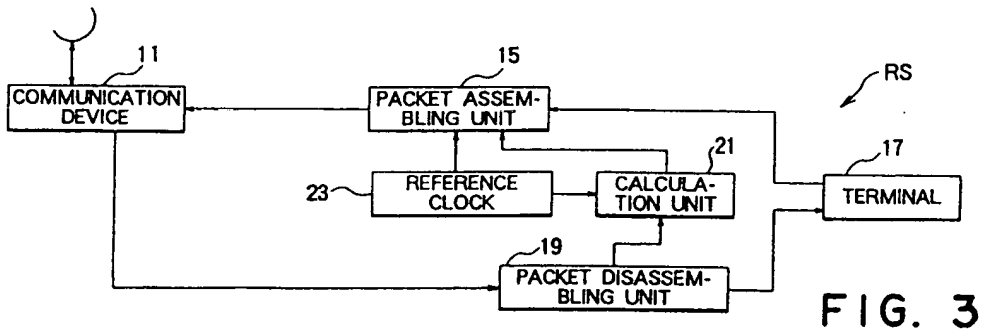 11
15
RS
COMMUNICATION
DEVICE
PACKET ASSEM-
BLING UNIT
21
17
23
REFERENCE
CLOCK
CALCULA-
TION UNIT
TERMINAL
19
PACKET DISASSEM-
BLING UNIT
FIG. 3